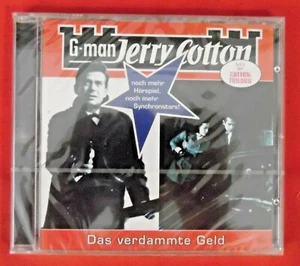 G-man Jerry Cotton
noch mehr
Hörspiel,
noch mehr
Synchronstars!
Das verdammte Geld